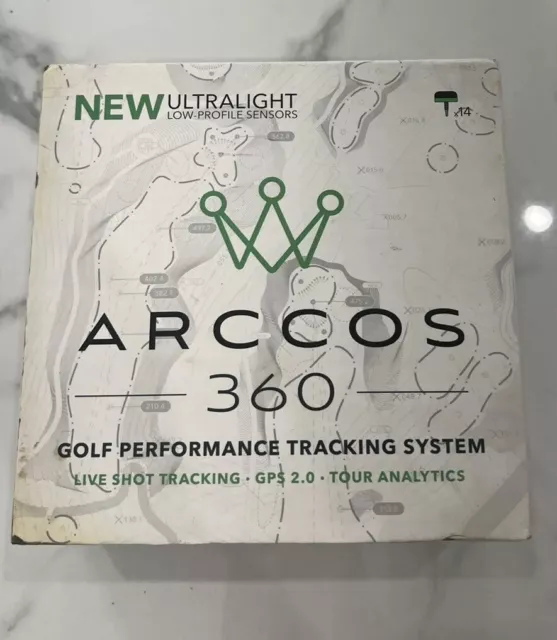 NEW ULTRALIGHT
LOW-PROFILE SENSORS
x14
ARCCOS
360
GOLF PERFORMANCE TRACKING SYSTEM
LIVE SHOT TRACKING · GPS 2.0 · TOUR ANALYTICS